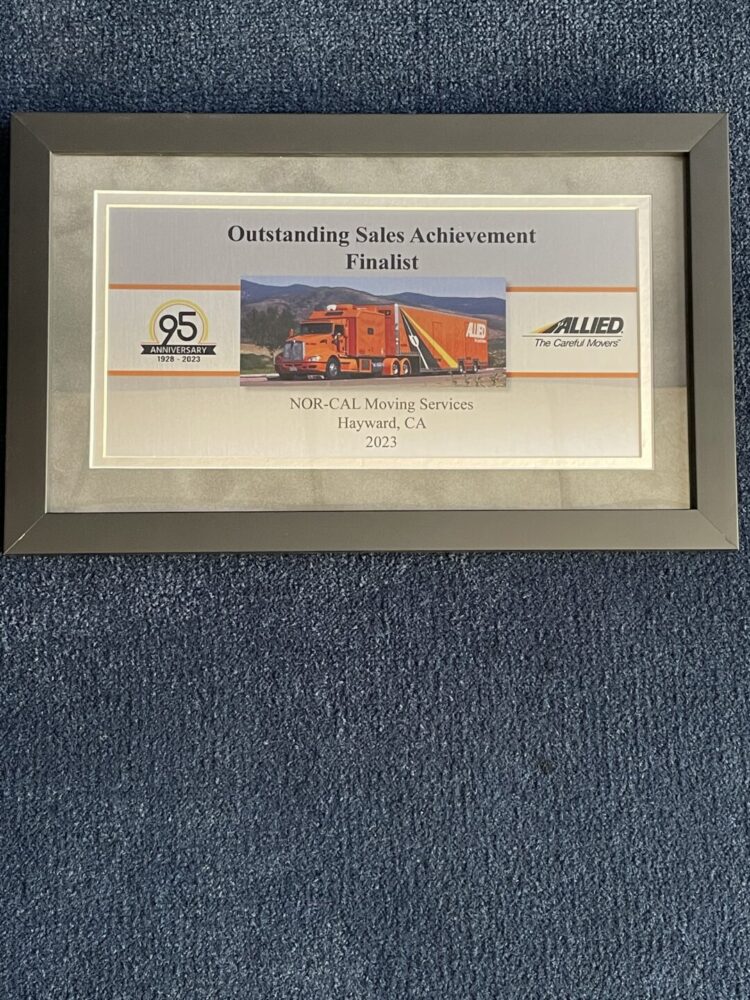 Outstanding Sales Achievement
Finalist
95
ANNIVERSARY
1928 - 2023
ALLIED
ALLIED
The Careful Movers™
NOR-CAL Moving Services
Hayward, CA
2023